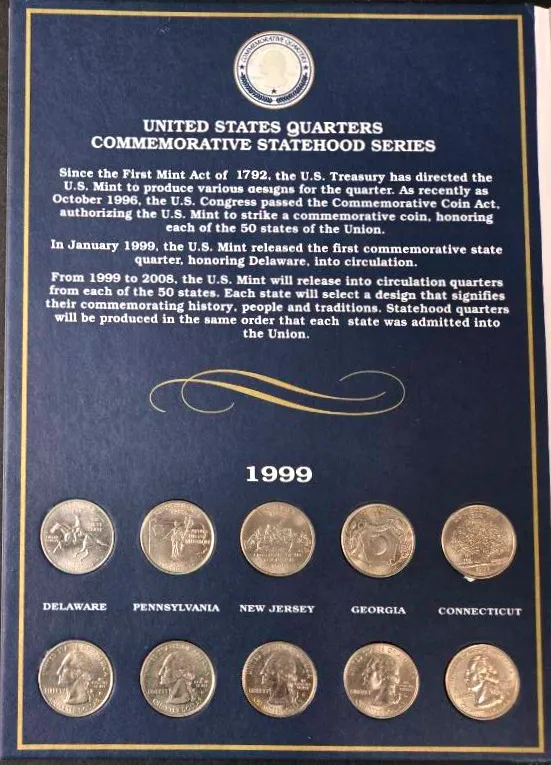 COMMEMORATIVE QUARTERS
UNITED STATES QUARTERS
COMMEMORATIVE STATEHOOD SERIES
Since the First Mint Act of 1792, the U.S. Treasury has directed the
U.S. Mint to produce various designs for the quarter. As recently as
October 1996, the U.S. Congress passed the Commemorative Coin Act,
authorizing the U.S. Mint to strike a commemorative coin, honoring
each of the 50 states of the Union.
In January 1999, the U.S. Mint released the first commemorative state
quarter, honoring Delaware, into circulation.
From 1999 to 2008, the U.S. Mint will release into circulation quarters
from each of the 50 states. Each state will select a design that signifies
their commemorating history, people and traditions. Statehood quarters
will be produced in the same order that each state was admitted into
the Union.
1999
DELAWARE PENNSYLVANIA NEW JERSEY GEORGIA CONNECTICUT